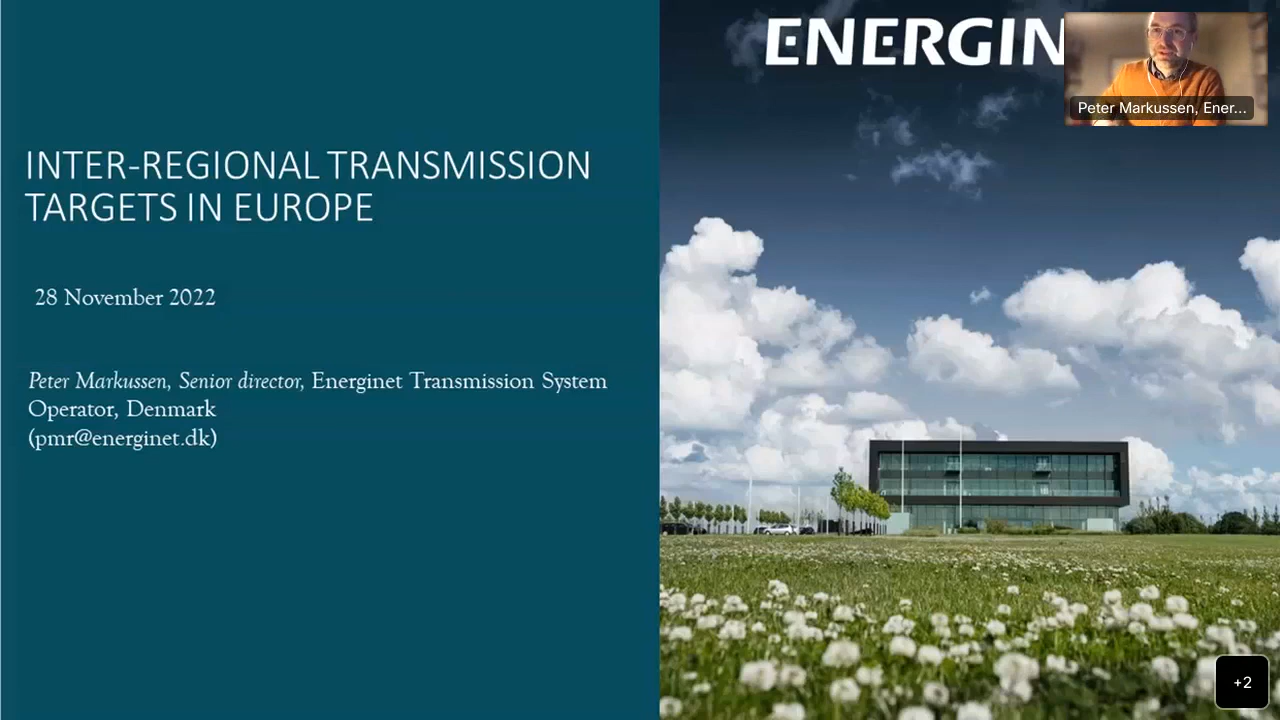 INTER-REGIONAL TRANSMISSION
TARGETS IN EUROPE
28 November 2022
Peter Markussen, Senior director, Energinet Transmission System
Operator, Denmark
(pmr@energinet.dk)
ENERGIN
Peter Markussen, Ener...
+2